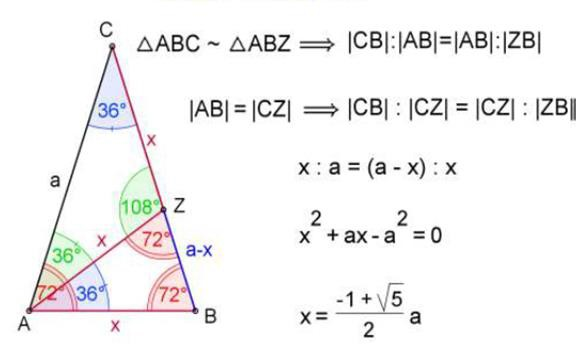 C
△ABC ~ △ABZ ⟹ |CB|:|AB|=|AB|:|ZB|
36°
|AB| = |CZ| ⟹ |CB| : |CZ| = |CZ| : |ZB||
x
x : a = (a - x) : x
a
108° Z
x 72°
x² + ax - a² = 0
36°
a-x
72° 36° 72°
A x B
x = (-1 + √5)/2 a